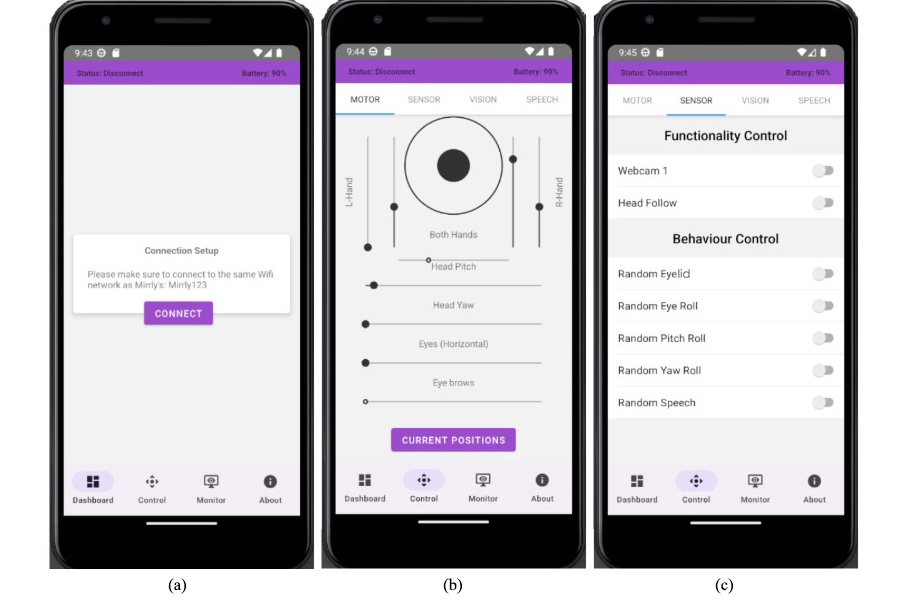 9:43
Status: Disconnect Battery: 90%
Connection Setup
Please make sure to connect to the same Wifi
network as Mirrly's: Mirrly123
CONNECT
Dashboard Control Monitor About
(a)
9:44
Status: Disconnect Battery: 90%
MOTOR SENSOR VISION SPEECH
L-Hand
R-Hand
Both Hands
Head Pitch
Head Yaw
Eyes (Horizontal)
Eye brows
CURRENT POSITIONS
Dashboard Control Monitor About
(b)
9:45
Status: Disconnect Battery: 90%
MOTOR SENSOR VISION SPEECH
Functionality Control
Webcam 1
Head Follow
Behaviour Control
Random Eyelid
Random Eye Roll
Random Pitch Roll
Random Yaw Roll
Random Speech
Dashboard Control Monitor About
(c)